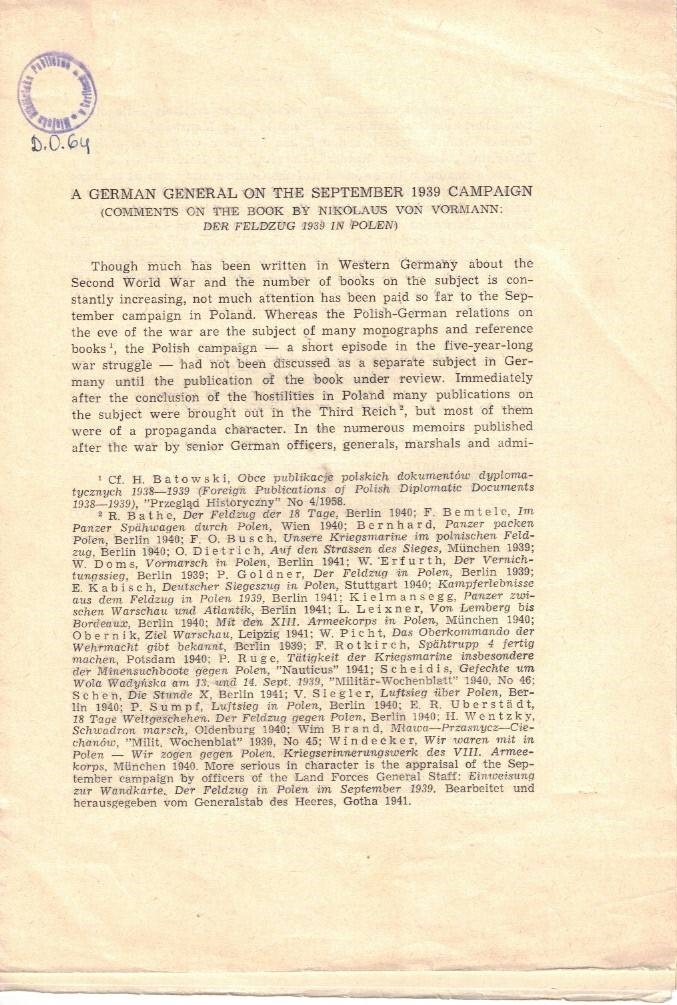 Miejska Biblioteka Publiczna
D.O.64
A GERMAN GENERAL ON THE SEPTEMBER 1939 CAMPAIGN
(COMMENTS ON THE BOOK BY NIKOLAUS VON VORMANN:
DER FELDZUG 1939 IN POLEN)
Though much has been written in Western Germany about the
Second World War and the number of books on the subject is con-
stantly increasing, not much attention has been paid so far to the Sep-
tember campaign in Poland. Whereas the Polish-German relations on
the eve of the war are the subject of many monographs and reference
books ¹, the Polish campaign — a short episode in the five-year-long
war struggle — had not been discussed as a separate subject in Ger-
many until the publication of the book under review. Immediately
after the conclusion of the hostilities in Poland many publications on
the subject were brought out in the Third Reich ², but most of them
were of a propaganda character. In the numerous memoirs published
after the war by senior German officers, generals, marshals and admi-
¹ Cf. H. Batowski, Obce publikacje polskich dokumentów dyploma-
tycznych 1938—1939 (Foreign Publications of Polish Diplomatic Documents
1938—1939), "Przegląd Historyczny" No 4/1958.
² R. Bathe, Der Feldzug der 18 Tage, Berlin 1940; F. Bemtele, Im
Panzer Spähwagen durch Polen, Wien 1940; Bernhard, Panzer packen
Polen, Berlin 1940; F. O. Busch, Unsere Kriegsmarine im polnischen Feld-
zug, Berlin 1940; O. Dietrich, Auf den Strassen des Sieges, München 1939;
W. Doms, Vormarsch in Polen, Berlin 1941; W. Erfurth, Der Vernich-
tungssieg, Berlin 1939; P. Goldner, Der Feldzug in Polen, Berlin 1939;
E. Kabisch, Deutscher Siegeszug in Polen, Stuttgart 1940; Kampferlebnisse
aus dem Feldzug in Polen 1939, Berlin 1941; Kielmansegg, Panzer zwi-
schen Warschau und Atlantik, Berlin 1941; L. Leixner, Von Lemberg bis
Bordeaux, Berlin 1940; Mit den XIII. Armeekorps in Polen, München 1940;
Obernik, Ziel Warschau, Leipzig 1941; W. Picht, Das Oberkommando der
Wehrmacht gibt bekannt, Berlin 1939; F. Rotkirch, Spähtrupp 4 fertig
machen, Potsdam 1940; P. Ruge, Tätigkeit der Kriegsmarine insbesondere
der Minensuchboote gegen Polen, "Nauticus" 1941; Scheidis, Gefechte um
Wola Wadyńska am 13. und 14. Sept. 1939, "Militär-Wochenblatt" 1940, No 46;
Schen, Die Stunde X, Berlin 1941; V. Siegler, Luftsieg über Polen, Ber-
lin 1940; P. Sumpf, Luftsieg in Polen, Berlin 1940; E. R. Uberstädt,
18 Tage Weltgeschehen. Der Feldzug gegen Polen, Berlin 1940; H. Wentzky,
Schwadron marsch, Oldenburg 1940; Wim Brand, Mława—Przasnycz—Cie-
chanów, "Milit. Wochenblat" 1939, No 45; Windecker, Wir waren mit in
Polen — Wir zogen gegen Polen. Kriegserinnerungswerk des VIII. Armee-
korps, München 1940. More serious in character is the appraisal of the Sep-
tember campaign by officers of the Land Forces General Staff: Einweisung
zur Wandkarte. Der Feldzug in Polen im September 1939. Bearbeitet und
herausgegeben vom Generalstab des Heeres, Gotha 1941.